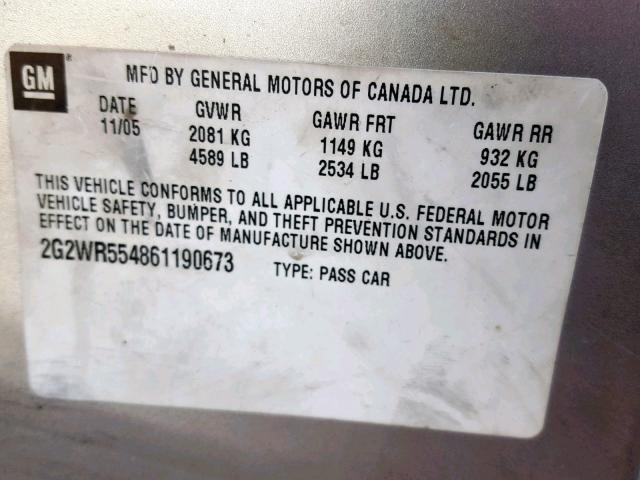 GM ®
MFD BY GENERAL MOTORS OF CANADA LTD.
DATE GVWR GAWR FRT GAWR RR
11/05 2081 KG 1149 KG 932 KG
4589 LB 2534 LB 2055 LB
THIS VEHICLE CONFORMS TO ALL APPLICABLE U.S. FEDERAL MOTOR
VEHICLE SAFETY, BUMPER, AND THEFT PREVENTION STANDARDS IN
EFFECT ON THE DATE OF MANUFACTURE SHOWN ABOVE.
2G2WR554861190673 TYPE: PASS CAR